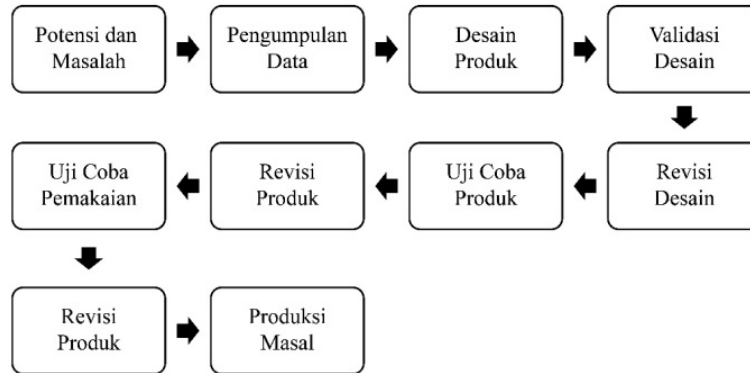 Potensi dan
Masalah
Pengumpulan
Data
Desain
Produk
Validasi
Desain
Revisi
Desain
Uji Coba
Produk
Revisi
Produk
Uji Coba
Pemakaian
Revisi
Produk
Produksi
Masal